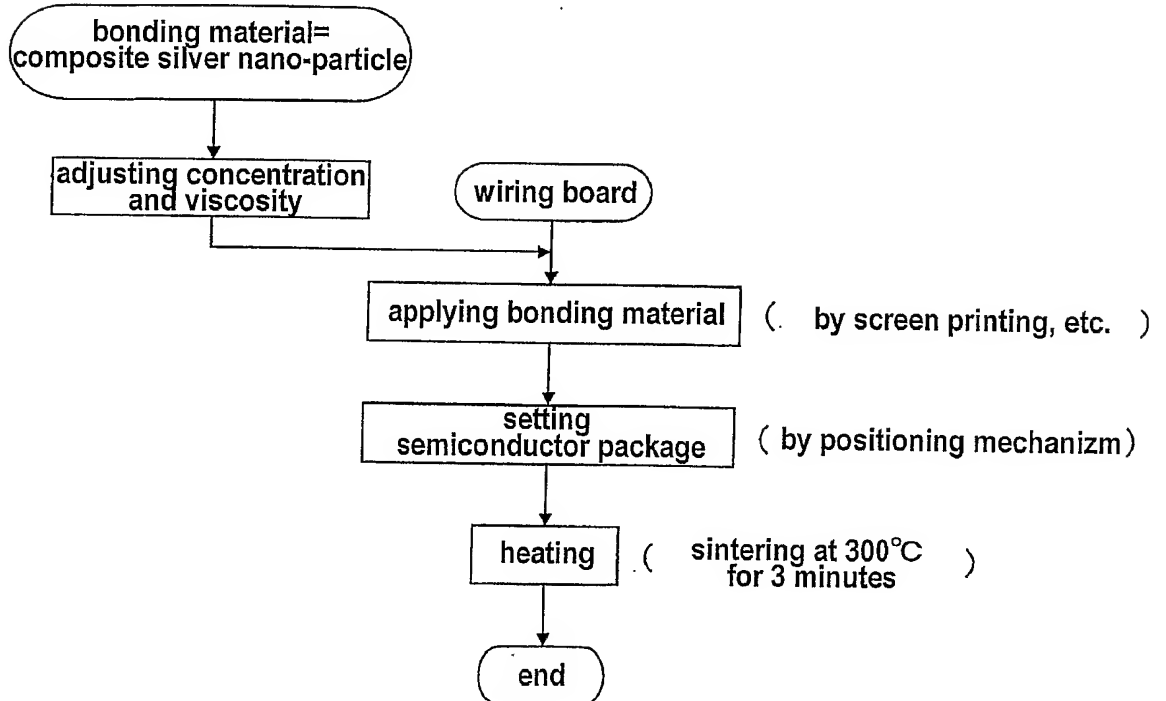 bonding material=
composite silver nano-particle
adjusting concentration
and viscosity
wiring board
applying bonding material
( by screen printing, etc. )
setting
semiconductor package
( by positioning mechanizm )
heating
( sintering at 300℃
for 3 minutes )
end